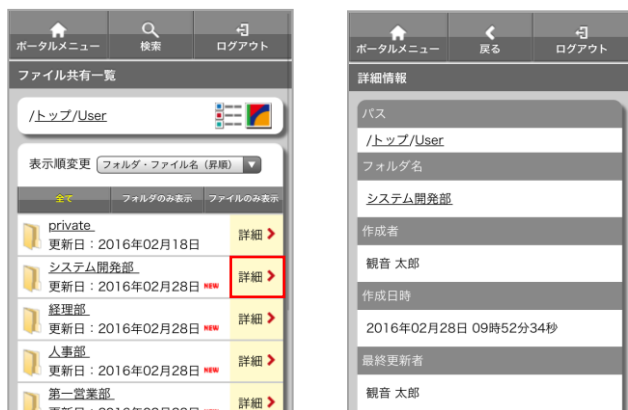 ポータルメニュー 検索 ログアウト
ファイル共有一覧
/トップ/User
表示順変更 フォルダ・ファイル名（昇順）
全て フォルダのみ表示 ファイルのみ表示
private
更新日：2016年02月18日 詳細
システム開発部
更新日：2016年02月28日 NEW 詳細
経理部
更新日：2016年02月28日 NEW 詳細
人事部
更新日：2016年02月28日 NEW 詳細
第一営業部
詳細
ポータルメニュー 戻る ログアウト
詳細情報
パス
/トップ/User
フォルダ名
システム開発部
作成者
観音 太郎
作成日時
2016年02月28日 09時52分34秒
最終更新者
観音 太郎